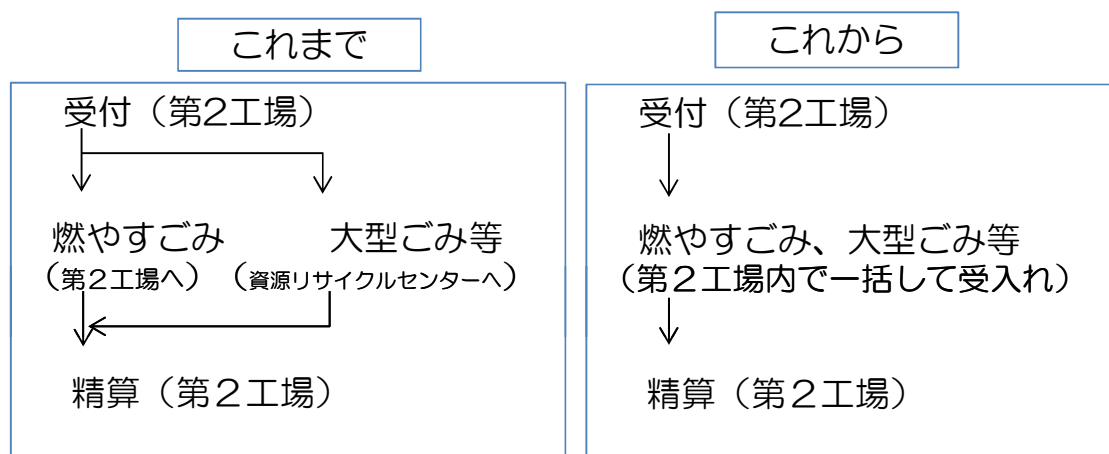 これまで
受付（第2工場）
燃やすごみ
（第２工場へ）
大型ごみ等
（資源リサイクルセンターへ）
精算（第２工場）
これから
受付（第2工場）
燃やすごみ、大型ごみ等
（第２工場内で一括して受入れ）
精算（第２工場）